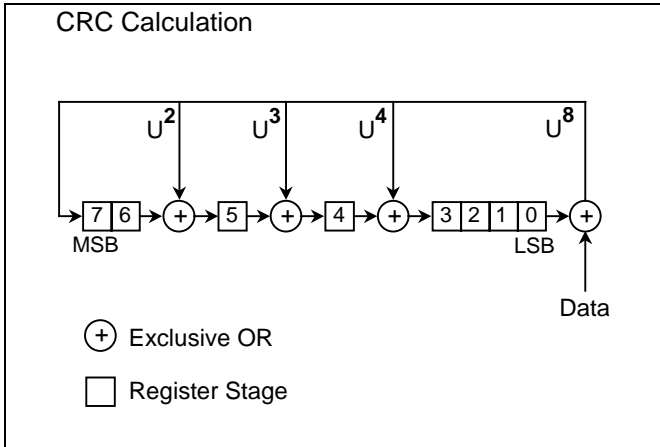 CRC Calculation
U² U³ U⁴ U⁸
7 6 + 5 + 4 + 3 2 1 0 +
MSB LSB
Data
+ Exclusive OR
Register Stage